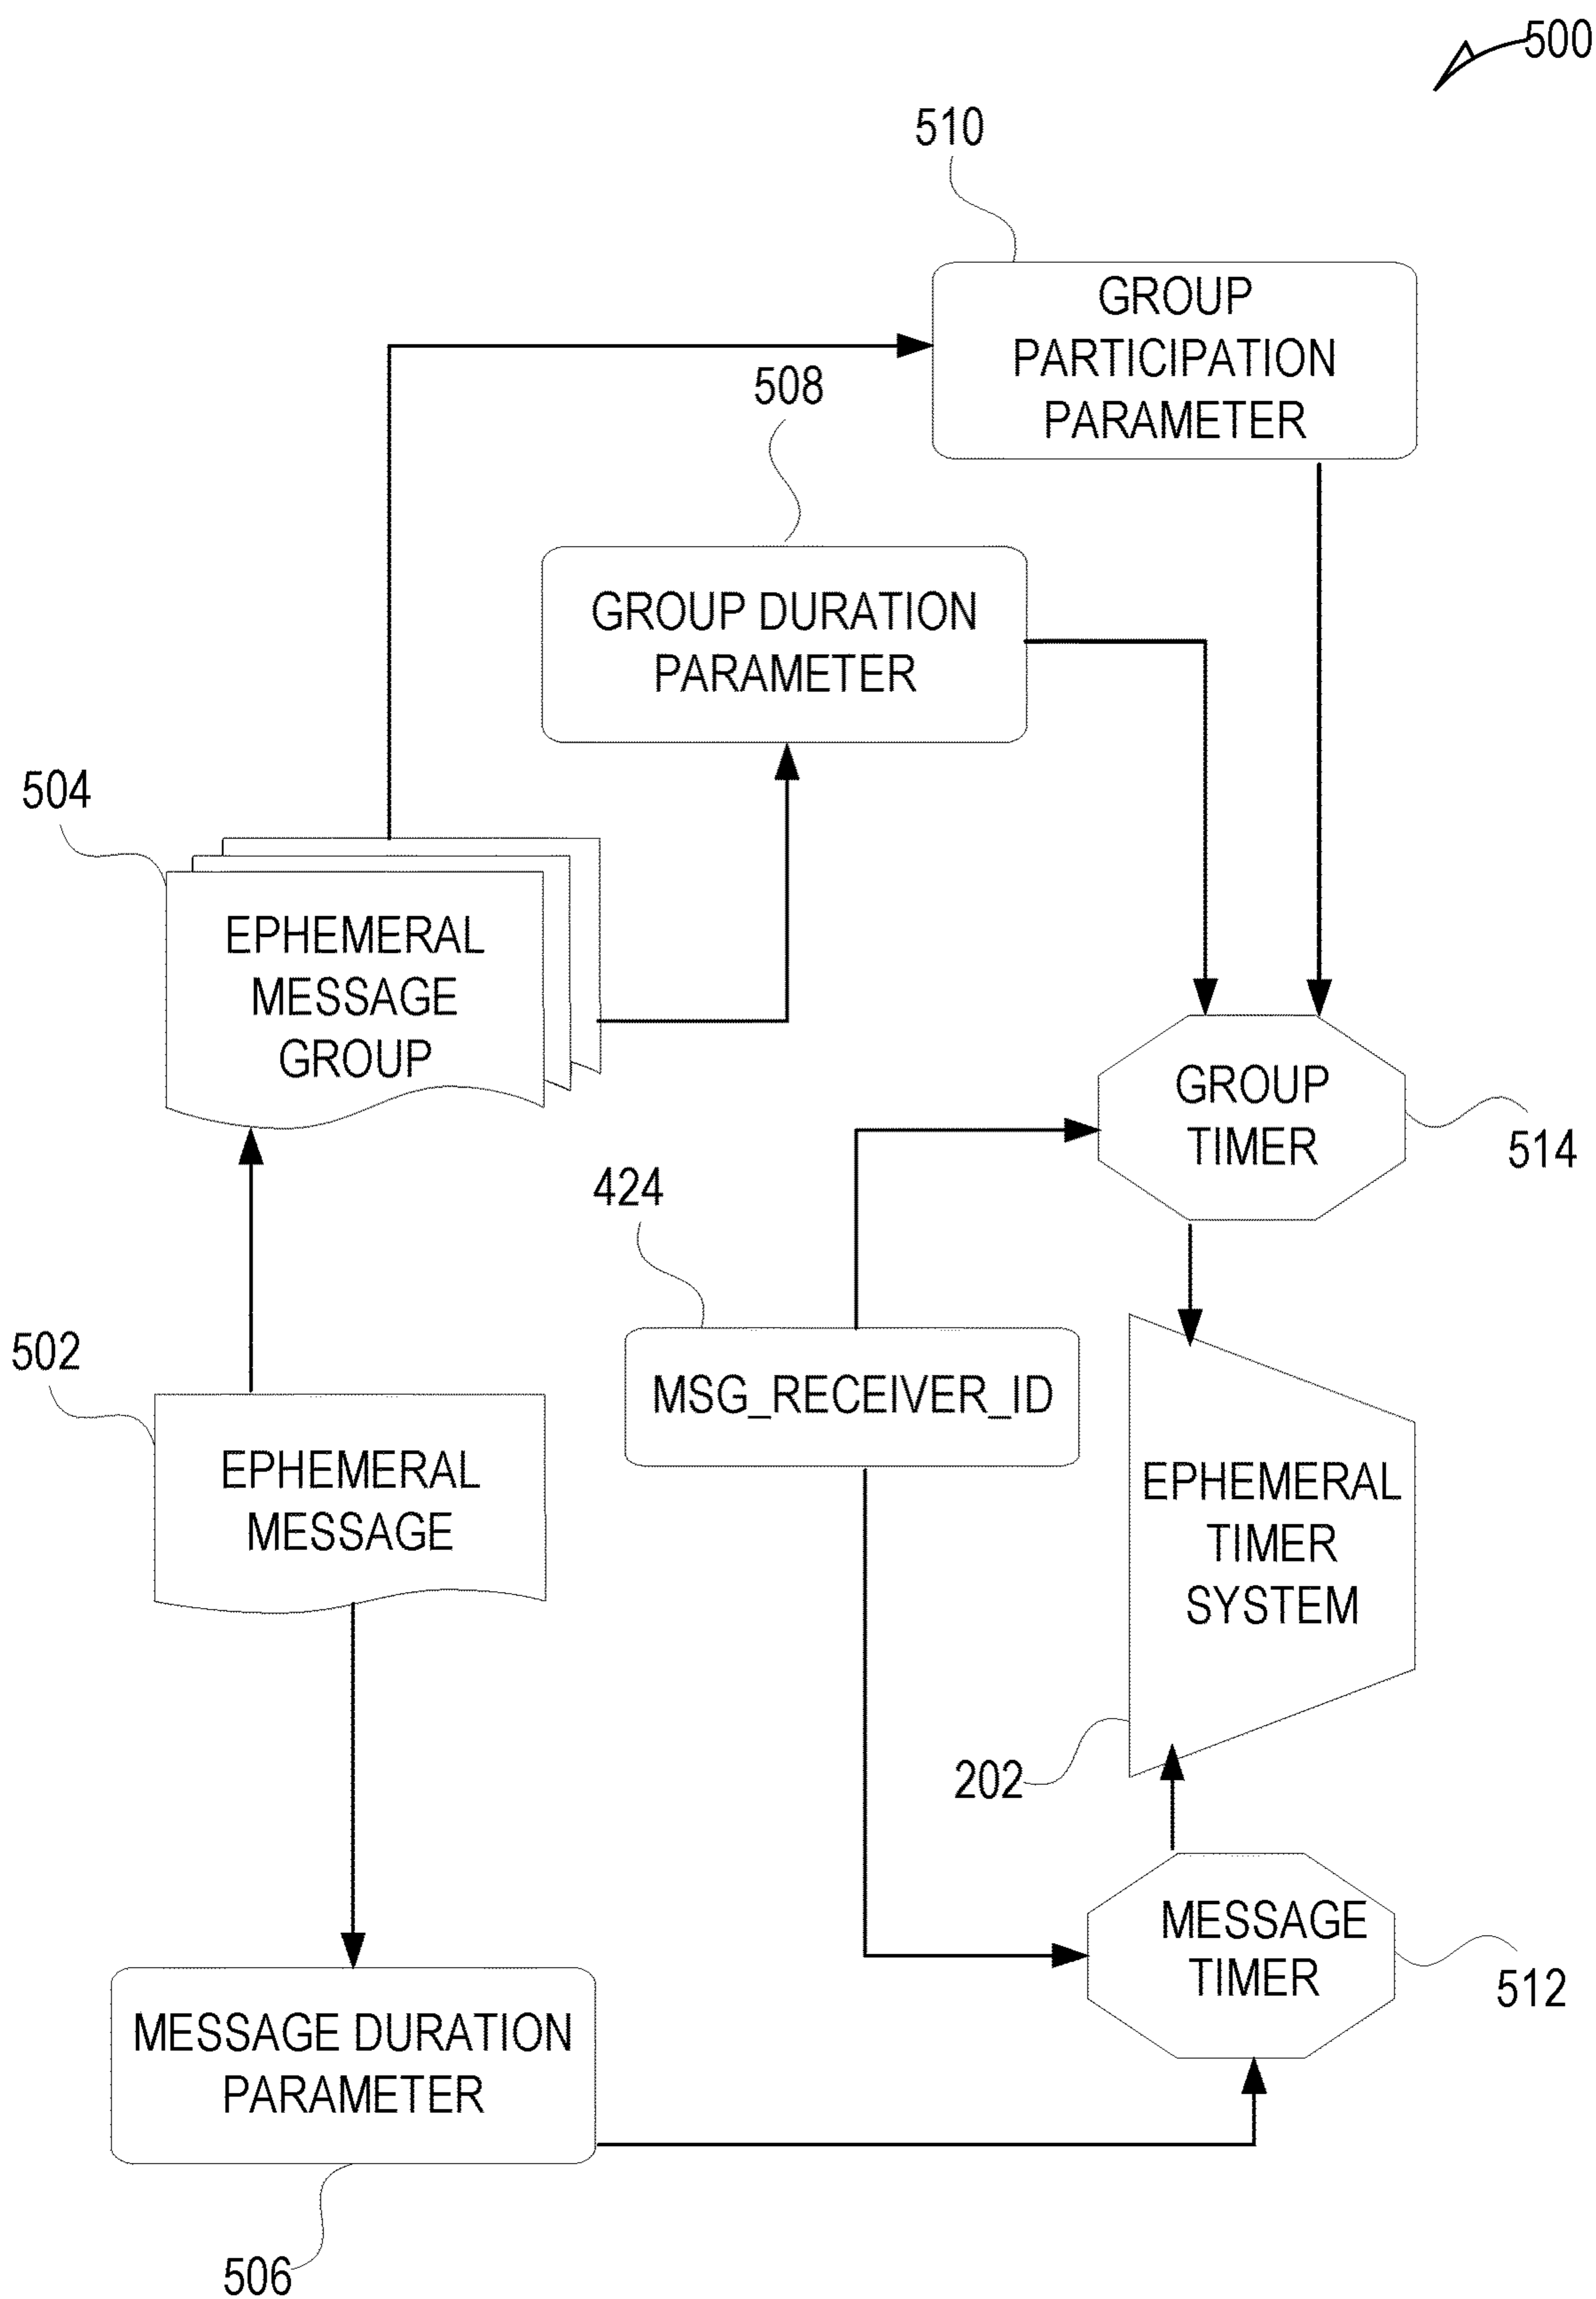 500
510
GROUP
PARTICIPATION
PARAMETER
508
GROUP DURATION
PARAMETER
504
EPHEMERAL
MESSAGE
GROUP
GROUP
TIMER
514
424
MSG_RECEIVER_ID
502
EPHEMERAL
MESSAGE
EPHEMERAL
TIMER
SYSTEM
202
MESSAGE
TIMER
512
MESSAGE DURATION
PARAMETER
506